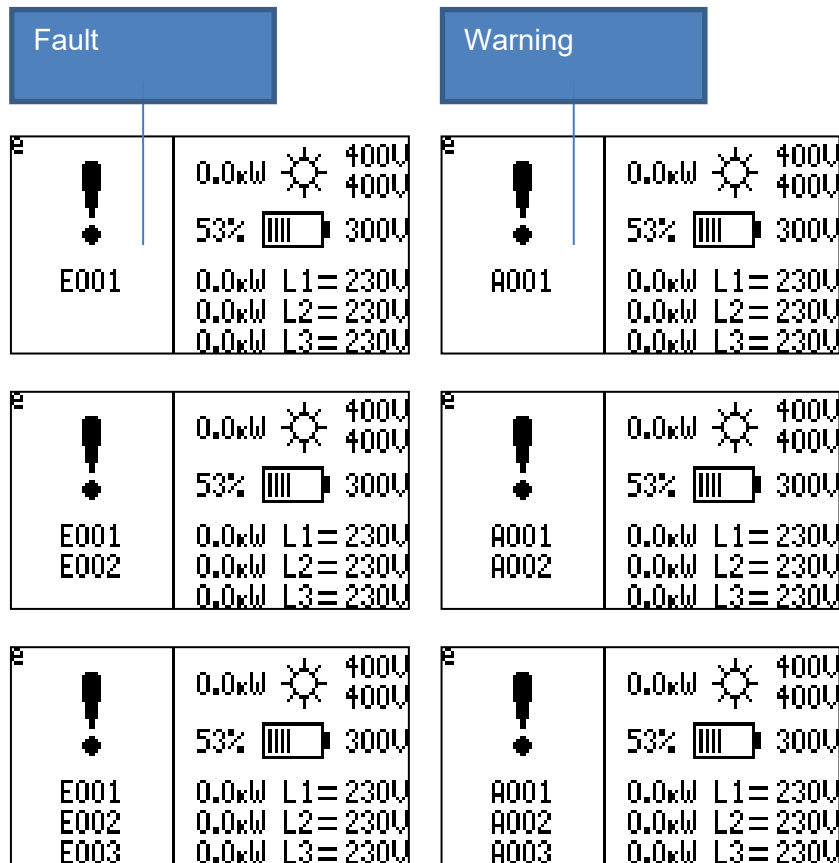 Fault
Warning
e
0.0kW 400V
400V
53% 300V
E001
0.0kW L1=230V
0.0kW L2=230V
0.0kW L3=230V
e
0.0kW 400V
400V
53% 300V
A001
0.0kW L1=230V
0.0kW L2=230V
0.0kW L3=230V
e
0.0kW 400V
400V
53% 300V
E001
E002
0.0kW L1=230V
0.0kW L2=230V
0.0kW L3=230V
e
0.0kW 400V
400V
53% 300V
A001
A002
0.0kW L1=230V
0.0kW L2=230V
0.0kW L3=230V
e
0.0kW 400V
400V
53% 300V
E001
E002
E003
0.0kW L1=230V
0.0kW L2=230V
0.0kW L3=230V
e
0.0kW 400V
400V
53% 300V
A001
A002
A003
0.0kW L1=230V
0.0kW L2=230V
0.0kW L3=230V